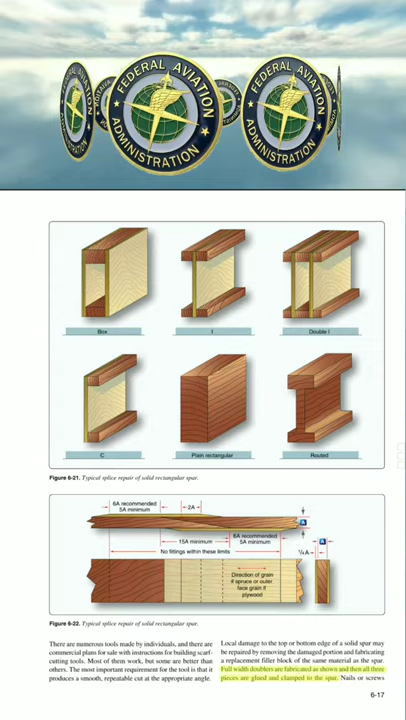 FEDERAL AVIATION
ADMINISTRATION
FEDERAL AVIATION
ADMINISTRATION
Box
I
Double I
C
Plain rectangular
Routed
Figure 6-21. Typical splice repair of solid rectangular spar.
6A recommended
5A minimum
2A
A
15A minimum
6A recommended
5A minimum
No fittings within these limits
1/4 A
A
Direction of grain
if spruce or outer
face grain if
plywood
Figure 6-22. Typical splice repair of solid rectangular spar.
There are numerous tools made by individuals, and there are
commercial plans for sale with instructions for building scarf-
cutting tools. Most of them work, but some are better than
others. The most important requirement for the tool is that it
produces a smooth, repeatable cut at the appropriate angle.
Local damage to the top or bottom edge of a solid spar may
be repaired by removing the damaged portion and fabricating
a replacement filler block of the same material as the spar.
Full width doublers are fabricated as shown and then all three
pieces are glued and clamped to the spar. Nails or screws
6-17